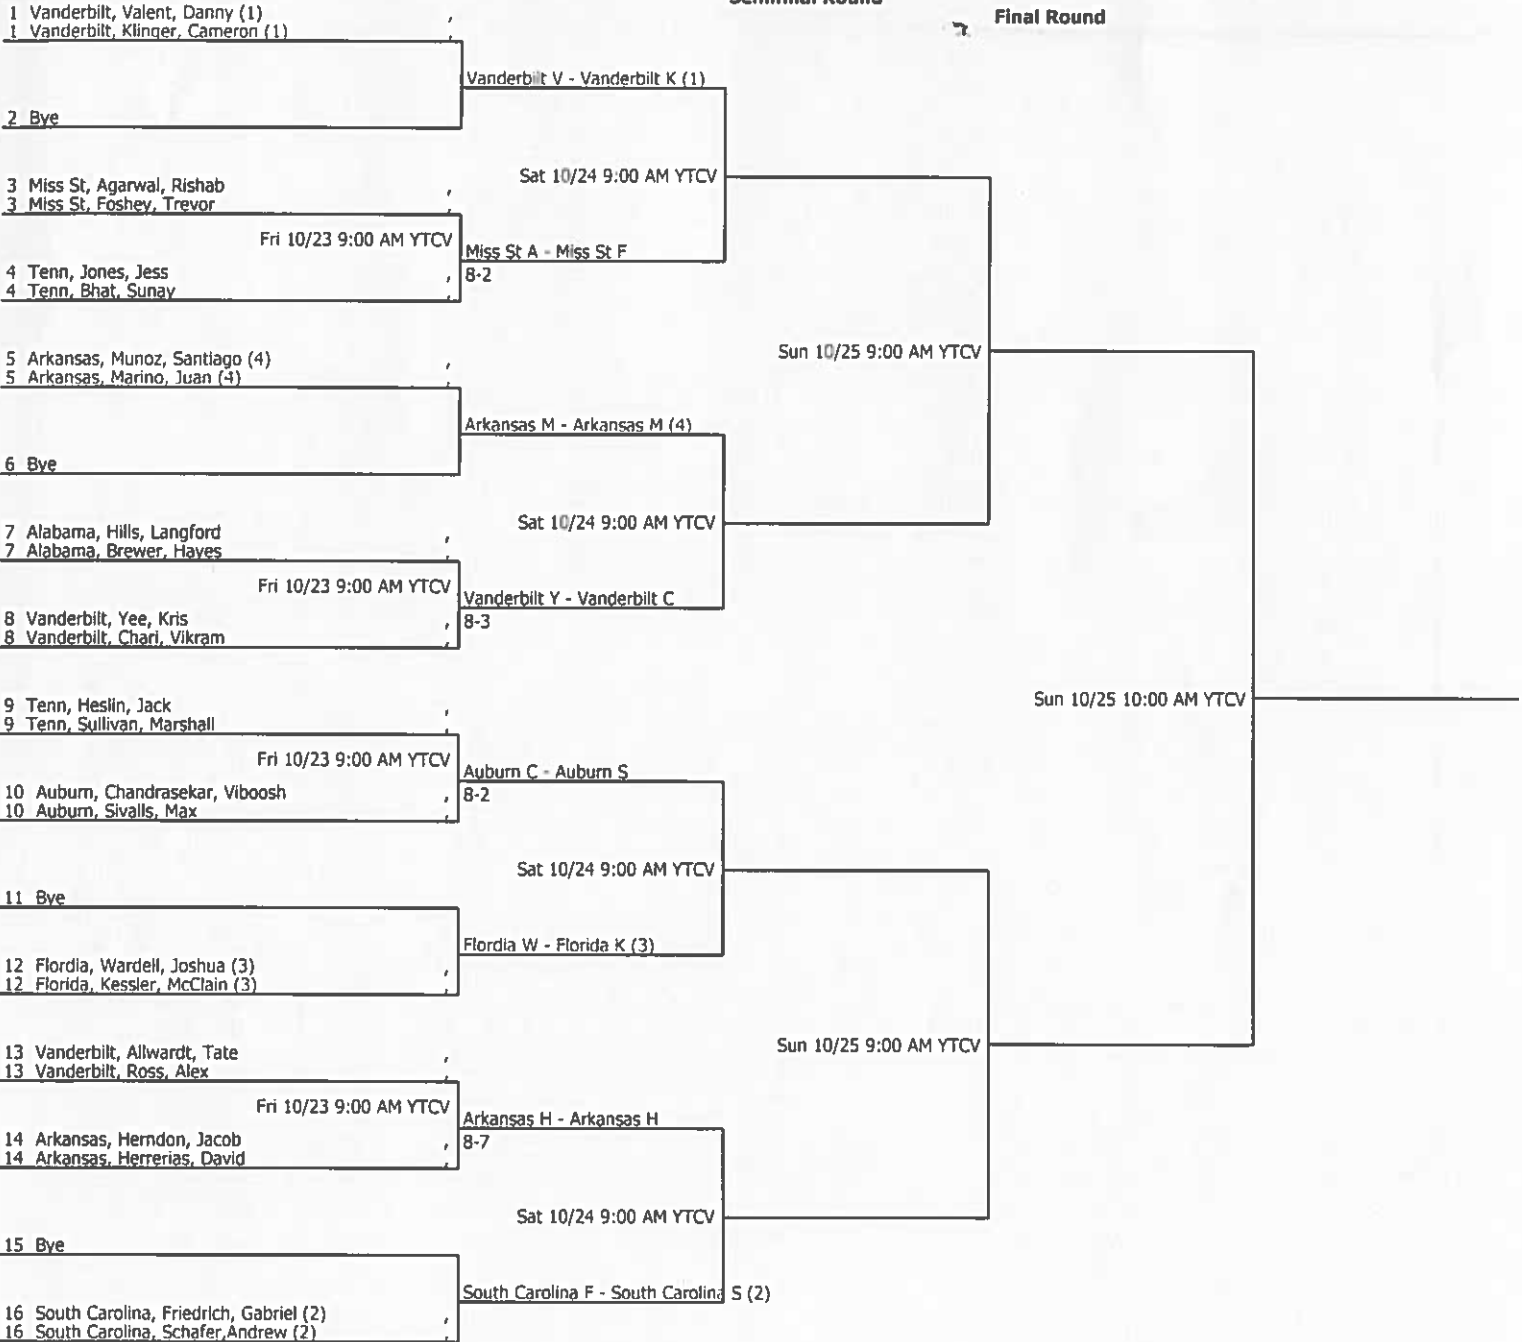 Semifinal Round
Final Round
1 Vanderbilt, Valent, Danny (1)
1 Vanderbilt, Klinger, Cameron (1)
Vanderbilt V - Vanderbilt K (1)
2 Bye
Sat 10/24 9:00 AM YTCV
3 Miss St, Agarwal, Rishab
3 Miss St, Foshey, Trevor
Fri 10/23 9:00 AM YTCV
Miss St A - Miss St F
8-2
4 Tenn, Jones, Jess
4 Tenn, Bhat, Sunay
Sun 10/25 9:00 AM YTCV
5 Arkansas, Munoz, Santiago (4)
5 Arkansas, Marino, Juan (4)
Arkansas M - Arkansas M (4)
6 Bye
Sat 10/24 9:00 AM YTCV
7 Alabama, Hills, Langford
7 Alabama, Brewer, Hayes
Fri 10/23 9:00 AM YTCV
Vanderbilt Y - Vanderbilt C
8-3
8 Vanderbilt, Yee, Kris
8 Vanderbilt, Chari, Vikram
Sun 10/25 10:00 AM YTCV
9 Tenn, Heslin, Jack
9 Tenn, Sullivan, Marshall
Fri 10/23 9:00 AM YTCV
Auburn C - Auburn S
8-2
10 Auburn, Chandrasekar, Viboosh
10 Auburn, Sivalls, Max
Sat 10/24 9:00 AM YTCV
11 Bye
Flordia W - Florida K (3)
12 Flordia, Wardell, Joshua (3)
12 Florida, Kessler, McClain (3)
Sun 10/25 9:00 AM YTCV
13 Vanderbilt, Allwardt, Tate
13 Vanderbilt, Ross, Alex
Fri 10/23 9:00 AM YTCV
Arkansas H - Arkansas H
8-7
14 Arkansas, Herndon, Jacob
14 Arkansas, Herrerias, David
Sat 10/24 9:00 AM YTCV
15 Bye
South Carolina F - South Carolina S (2)
16 South Carolina, Friedrich, Gabriel (2)
16 South Carolina, Schafer,Andrew (2)